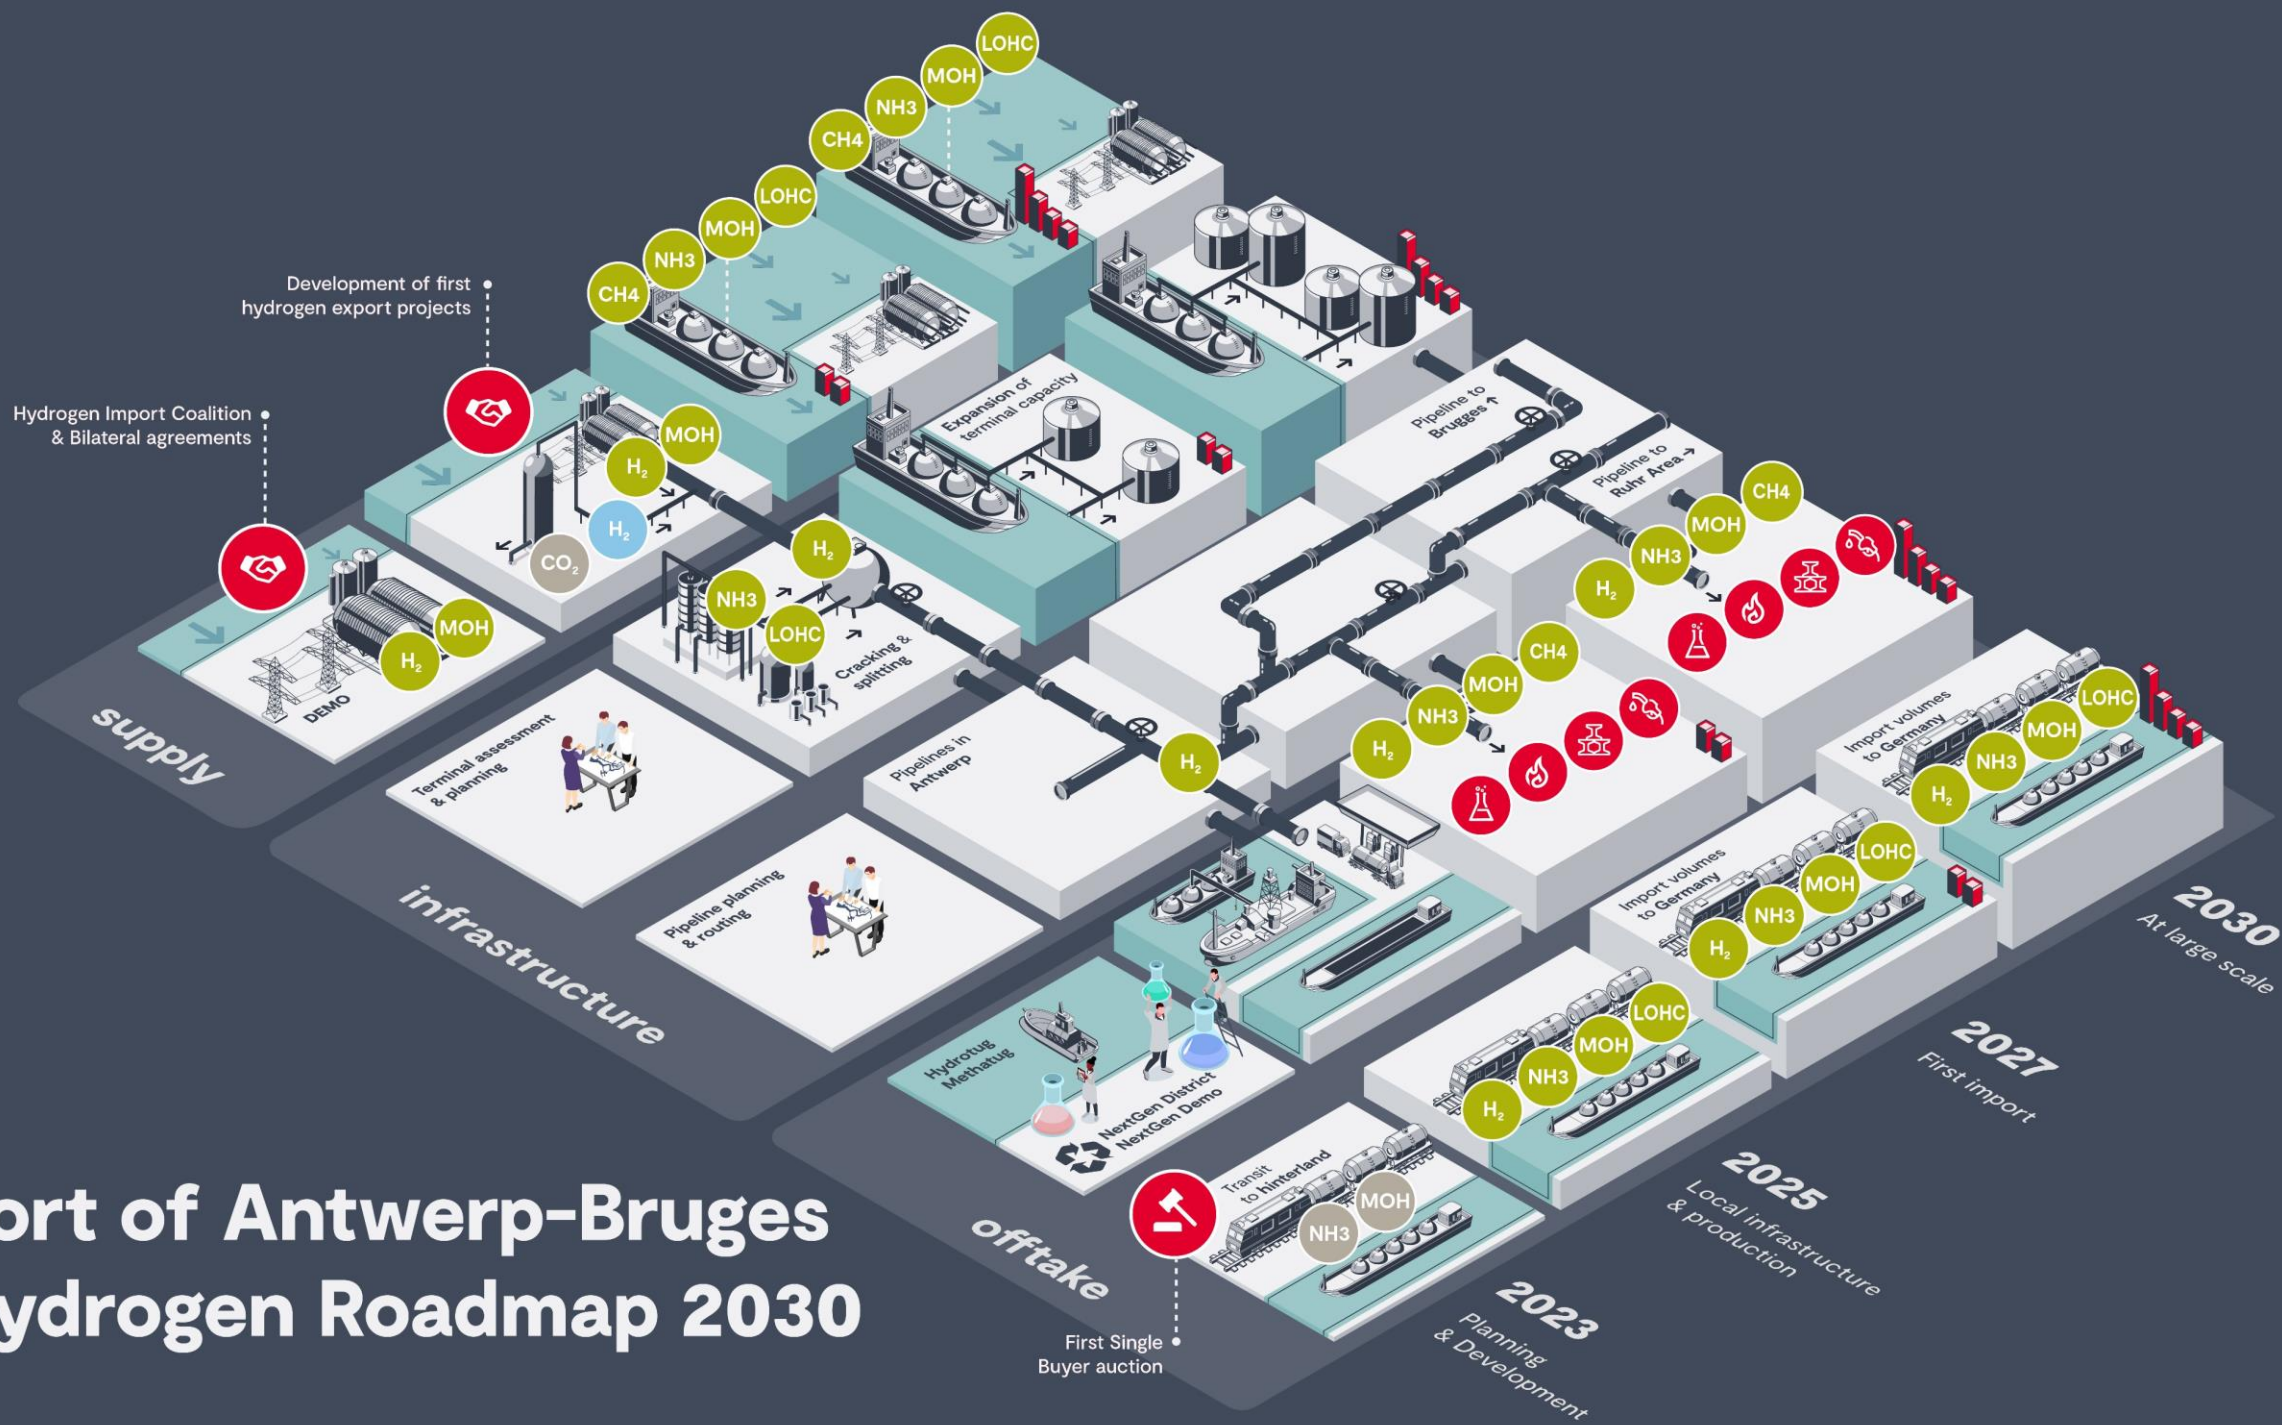 LOHC
MOH
NH3
CH4
LOHC
MOH
NH3
CH4
Development of first
hydrogen export projects
Hydrogen Import Coalition
& Bilateral agreements
MOH
H₂
H₂
CO₂
MOH
H₂
DEMO
supply
Expansion of
terminal capacity
H₂
NH3
LOHC
Cracking &
splitting
Terminal assessment
& planning
Pipeline to
Brugges ↑
Pipeline to
Ruhr Area →
Pipelines in
Antwerp
H₂
Pipeline planning
& routing
infrastructure
CH4
MOH
NH3
H₂
CH4
MOH
NH3
H₂
Import volumes
to Germany
LOHC
MOH
NH3
H₂
Import volumes
to Germany
LOHC
MOH
NH3
H₂
LOHC
MOH
NH3
H₂
Hydrotug
Methatug
NextGen District
NextGen Demo
Transit
to hinterland
MOH
NH3
offtake
First Single
Buyer auction
2030
At large scale
2027
First import
2025
Local infrastructure
& production
2023
Planning
& Development
ort of Antwerp-Bruges
ydrogen Roadmap 2030